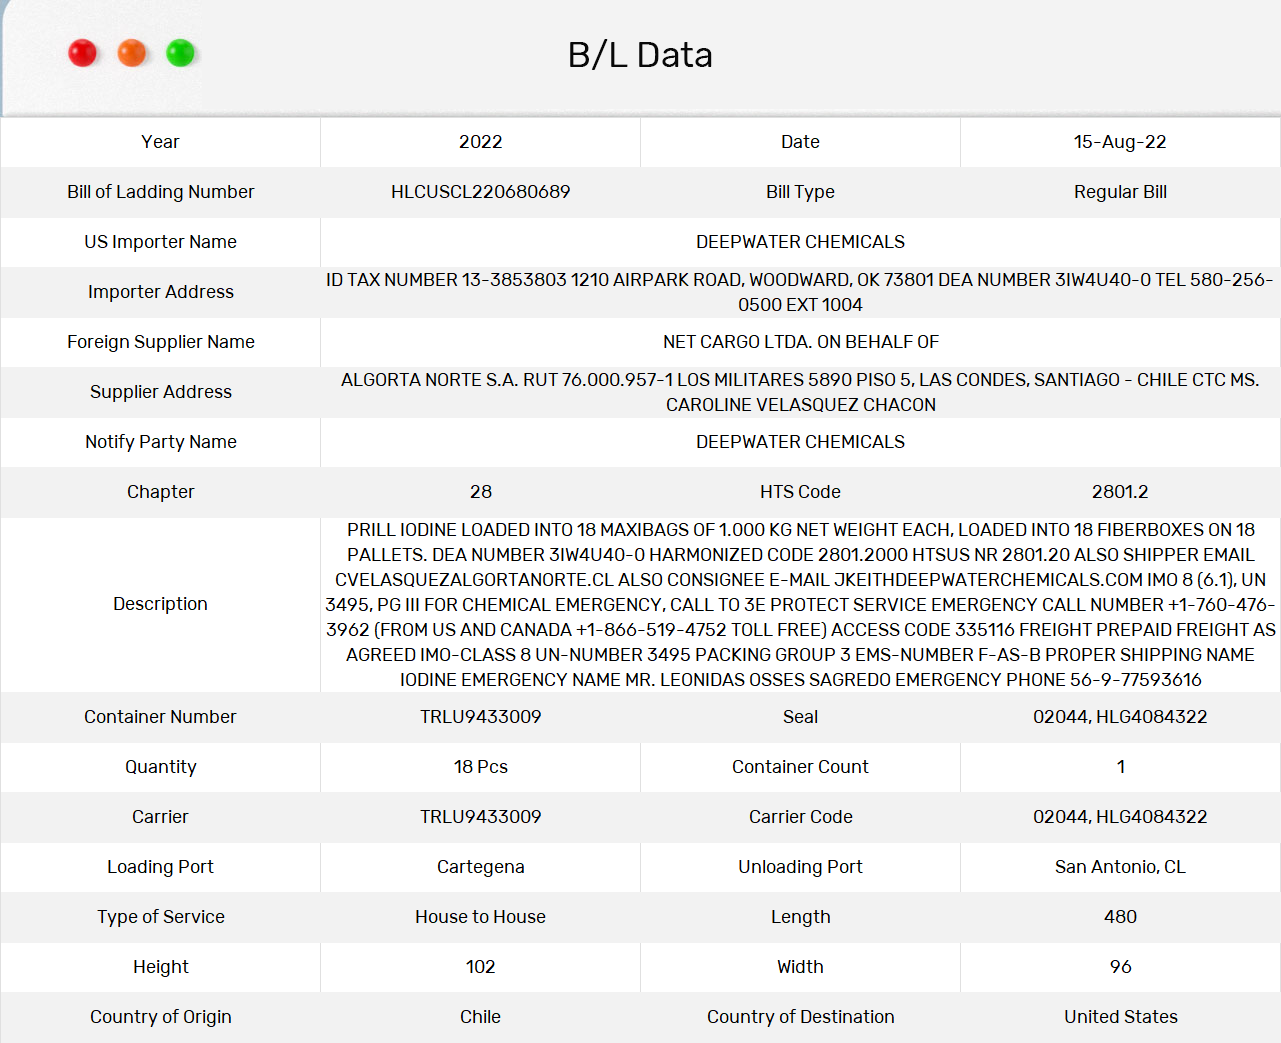 B/L Data
Year 2022 Date 15-Aug-22
Bill of Ladding Number HLCUSCL220680689 Bill Type Regular Bill
US Importer Name DEEPWATER CHEMICALS
Importer Address ID TAX NUMBER 13-3853803 1210 AIRPARK ROAD, WOODWARD, OK 73801 DEA NUMBER 3IW4U40-0 TEL 580-256-
0500 EXT 1004
Foreign Supplier Name NET CARGO LTDA. ON BEHALF OF
Supplier Address ALGORTA NORTE S.A. RUT 76.000.957-1 LOS MILITARES 5890 PISO 5, LAS CONDES, SANTIAGO - CHILE CTC MS.
CAROLINE VELASQUEZ CHACON
Notify Party Name DEEPWATER CHEMICALS
Chapter 28 HTS Code 2801.2
Description PRILL IODINE LOADED INTO 18 MAXIBAGS OF 1.000 KG NET WEIGHT EACH, LOADED INTO 18 FIBERBOXES ON 18
PALLETS. DEA NUMBER 3IW4U40-0 HARMONIZED CODE 2801.2000 HTSUS NR 2801.20 ALSO SHIPPER EMAIL
CVELASQUEZALGORTANORTE.CL ALSO CONSIGNEE E-MAIL JKEITHDEEPWATERCHEMICALS.COM IMO 8 (6.1), UN
3495, PG III FOR CHEMICAL EMERGENCY, CALL TO 3E PROTECT SERVICE EMERGENCY CALL NUMBER +1-760-476-
3962 (FROM US AND CANADA +1-866-519-4752 TOLL FREE) ACCESS CODE 335116 FREIGHT PREPAID FREIGHT AS
AGREED IMO-CLASS 8 UN-NUMBER 3495 PACKING GROUP 3 EMS-NUMBER F-AS-B PROPER SHIPPING NAME
IODINE EMERGENCY NAME MR. LEONIDAS OSSES SAGREDO EMERGENCY PHONE 56-9-77593616
Container Number TRLU9433009 Seal 02044, HLG4084322
Quantity 18 Pcs Container Count 1
Carrier TRLU9433009 Carrier Code 02044, HLG4084322
Loading Port Cartegena Unloading Port San Antonio, CL
Type of Service House to House Length 480
Height 102 Width 96
Country of Origin Chile Country of Destination United States